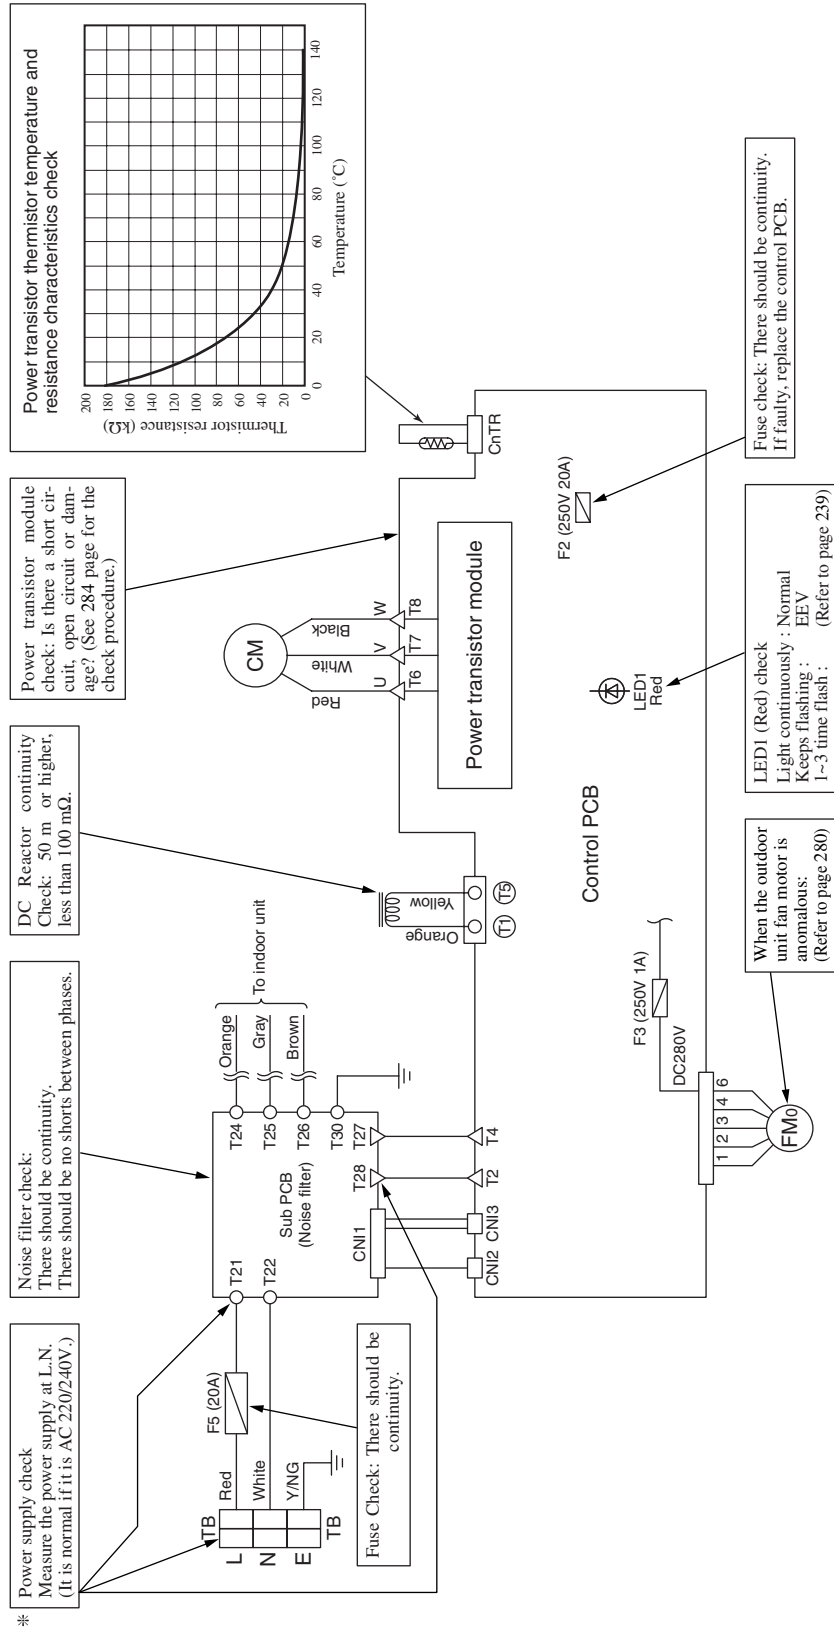 ※ Power supply check
Measure the power supply at L.N.
(It is normal if it is AC 220/240V.)
Noise filter check:
There should be continuity.
There should be no shorts between phases.
DC Reactor continuity
Check: 50 m or higher,
less than 100 mΩ.
Power transistor module
check: Is there a short cir-
cuit, open circuit or dam-
age? (See 284 page for the
check procedure.)
Power transistor thermistor temperature and
resistance characteristics check
Thermistor resistance (kΩ)
200
180
160
140
120
100
80
60
40
20
0
0 20 40 60 80 100 120 140
Temperature (˚C)
TB
L
N
E
TB
Red
White
Y/NG
F5 (20A)
Fuse Check: There should be
continuity.
T21
T22
Sub PCB
(Noise filter)
T24
T25
T26
T30
T27
T28
CNI1
Orange
Gray
Brown
To indoor unit
CNI2
CNI3
T2
T4
Orange
Yellow
T1
T5
CM
Red
White
Black
U
V
W
T6
T7
T8
Power transistor module
CnTR
Control PCB
LED1
Red
F2 (250V 20A)
F3 (250V 1A)
DC280V
1 2 3 4 6
FMo
When the outdoor
unit fan motor is
anomalous:
(Refer to page 280)
LED1 (Red) check
Light continuously : Normal
Keeps flashing : EEV
1~3 time flash : (Refer to page 239)
Fuse check: There should be continuity.
If faulty, replace the control PCB.